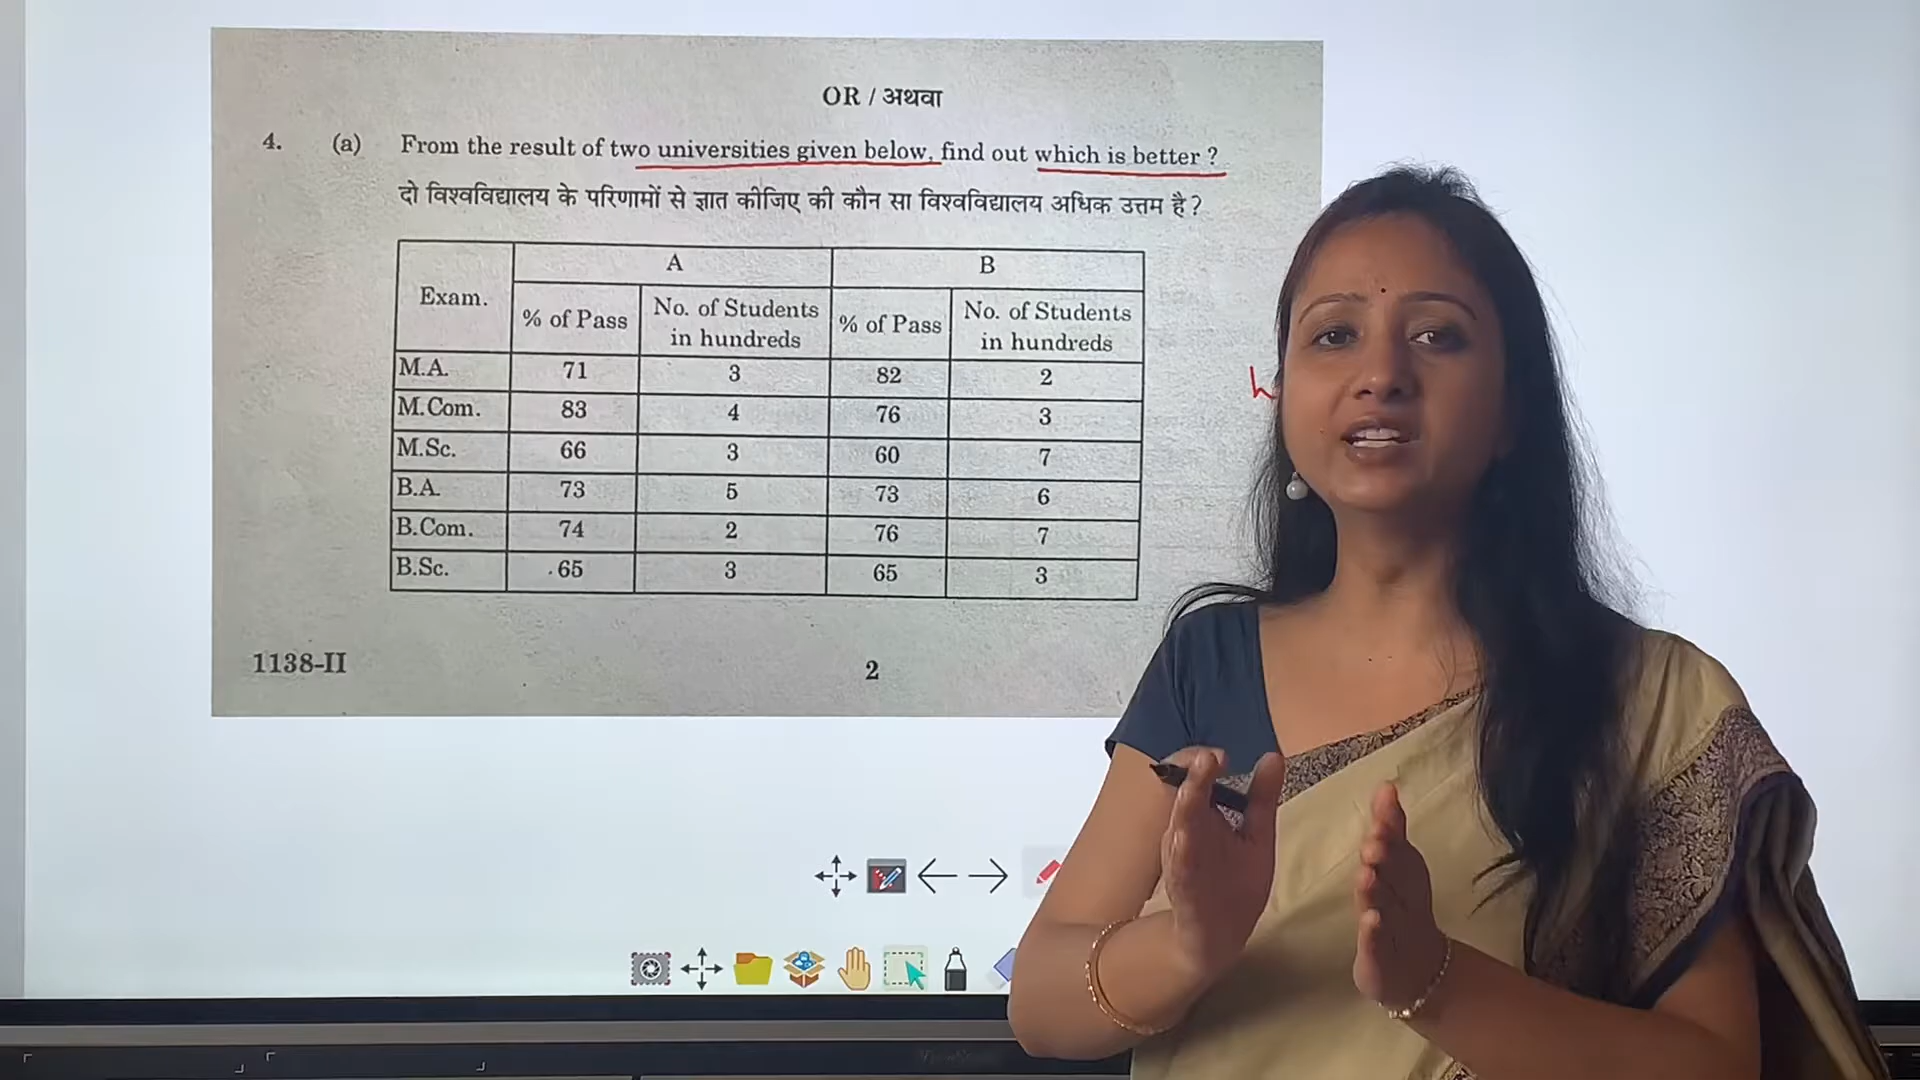 OR / अथवा
4. (a) From the result of two universities given below, find out which is better ?
दो विश्वविद्यालय के परिणामों से ज्ञात कीजिए की कौन सा विश्वविद्यालय अधिक उत्तम है ?
Exam. A B
% of Pass No. of Students in hundreds % of Pass No. of Students in hundreds
M.A. 71 3 82 2
M.Com. 83 4 76 3
M.Sc. 66 3 60 7
B.A. 73 5 73 6
B.Com. 74 2 76 7
B.Sc. 65 3 65 3
1138-II 2